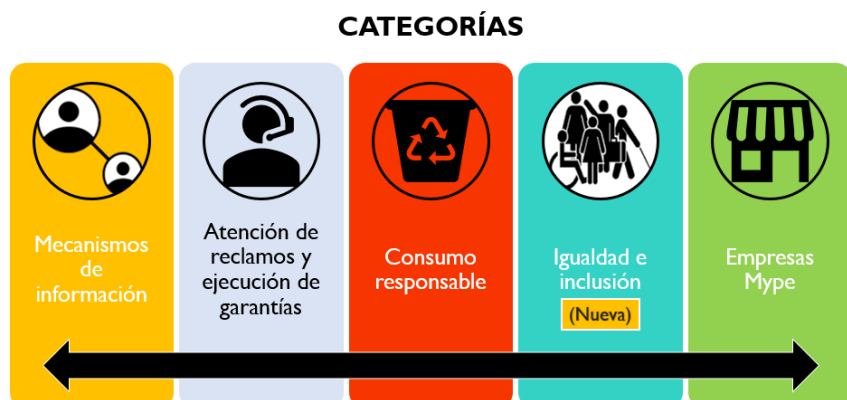 CATEGORÍAS
Mecanismos
de
información
Atención de
reclamos y
ejecución de
garantías
Consumo
responsable
Igualdad e
inclusión
(Nueva)
Empresas
Mype